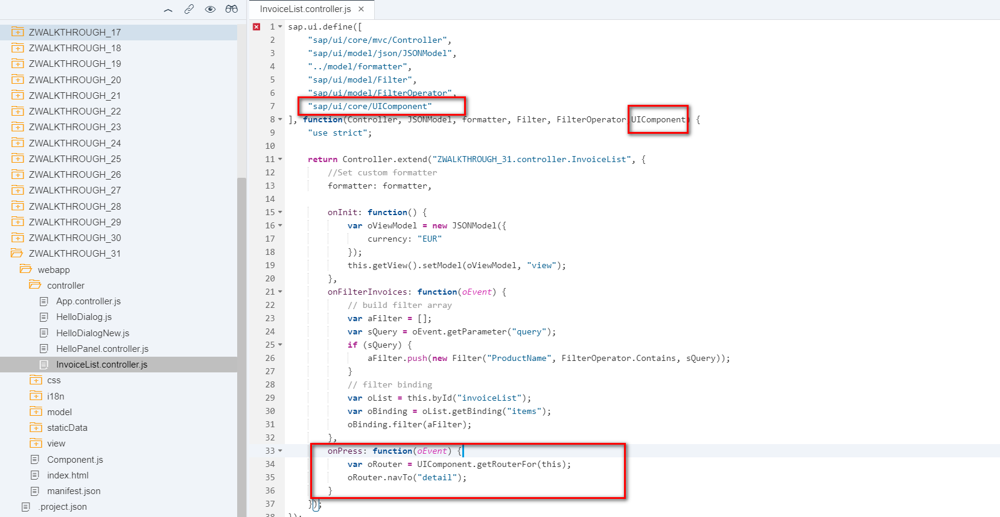 InvoiceList.controller.js ×
ZWALKTHROUGH_17
ZWALKTHROUGH_18
ZWALKTHROUGH_19
ZWALKTHROUGH_20
ZWALKTHROUGH_21
ZWALKTHROUGH_22
ZWALKTHROUGH_23
ZWALKTHROUGH_24
ZWALKTHROUGH_25
ZWALKTHROUGH_26
ZWALKTHROUGH_27
ZWALKTHROUGH_28
ZWALKTHROUGH_29
ZWALKTHROUGH_30
ZWALKTHROUGH_31
webapp
controller
App.controller.js
HelloDialog.js
HelloDialogNew.js
HelloPanel.controller.js
InvoiceList.controller.js
css
i18n
model
staticData
view
Component.js
index.html
manifest.json
.project.json
1 sap.ui.define([
2 "sap/ui/core/mvc/Controller",
3 "sap/ui/model/json/JSONModel",
4 "../model/formatter",
5 "sap/ui/model/Filter",
6 "sap/ui/model/FilterOperator",
7 "sap/ui/core/UIComponent"
8 ], function(Controller, JSONModel, formatter, Filter, FilterOperator,UIComponent) {
9 "use strict";
10
11 return Controller.extend("ZWALKTHROUGH_31.controller.InvoiceList", {
12 //Set custom formatter
13 formatter: formatter,
14
15 onInit: function() {
16 var oViewModel = new JSONModel({
17 currency: "EUR"
18 });
19 this.getView().setModel(oViewModel, "view");
20 },
21 onFilterInvoices: function(oEvent) {
22 // build filter array
23 var aFilter = [];
24 var sQuery = oEvent.getParameter("query");
25 if (sQuery) {
26 aFilter.push(new Filter("ProductName", FilterOperator.Contains, sQuery));
27 }
28 // filter binding
29 var oList = this.byId("invoiceList");
30 var oBinding = oList.getBinding("items");
31 oBinding.filter(aFilter);
32 },
33 onPress: function(oEvent) {
34 var oRouter = UIComponent.getRouterFor(this);
35 oRouter.navTo("detail");
36 }
37 });
38 });